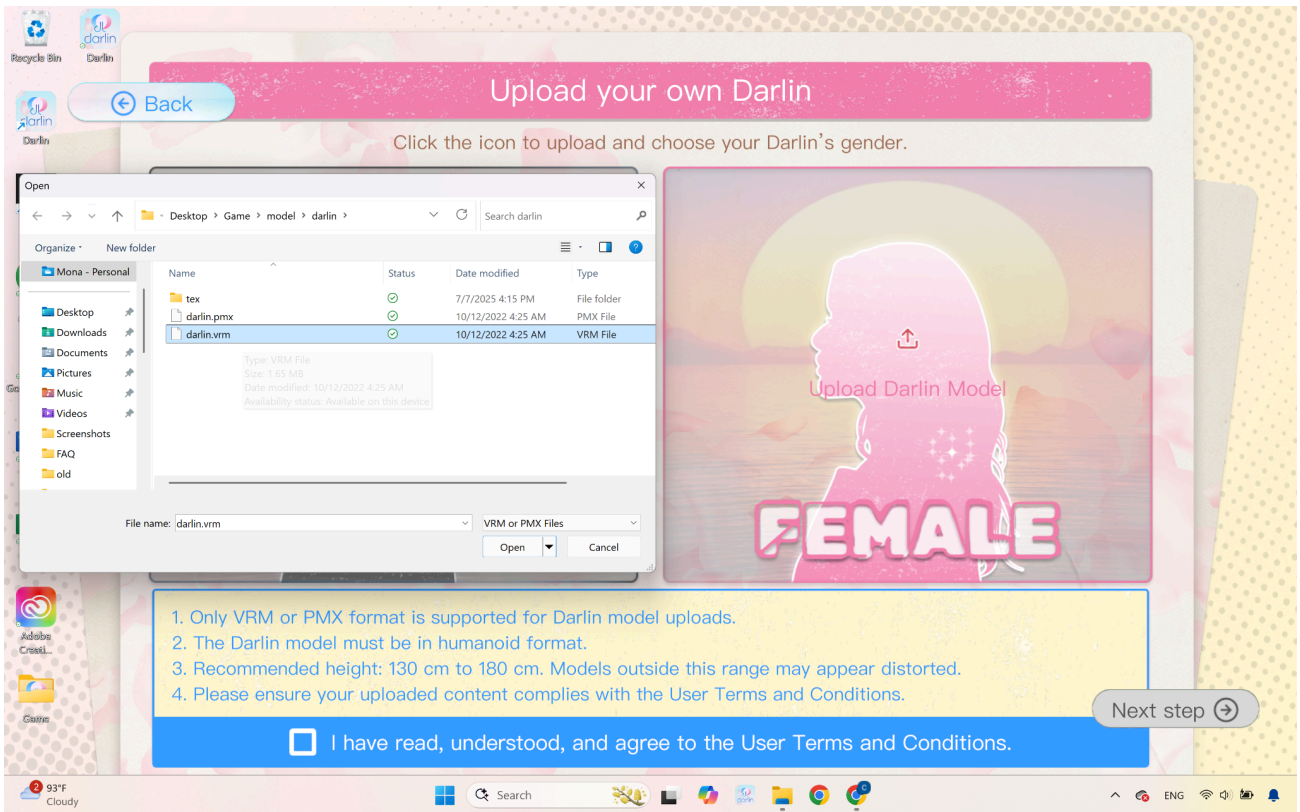 Recycle Bin
darlin
Darlin
darlin
Darlin
Back
Upload your own Darlin
Click the icon to upload and choose your Darlin's gender.
Open
Desktop > Game > model > darlin >
Search darlin
Organize
New folder
Mona - Personal
Desktop
Downloads
Documents
Pictures
Music
Videos
Screenshots
FAQ
old
Name Status Date modified Type
tex 7/7/2025 4:15 PM File folder
darlin.pmx 10/12/2022 4:25 AM PMX File
darlin.vrm 10/12/2022 4:25 AM VRM File
Type: VRM File
Size: 1.65 MB
Date modified: 10/12/2022 4:25 AM
Availability status: Available on this device
File name: darlin.vrm
VRM or PMX Files
Open
Cancel
Upload Darlin Model
FEMALE
Adobe
Creati...
Game
1. Only VRM or PMX format is supported for Darlin model uploads.
2. The Darlin model must be in humanoid format.
3. Recommended height: 130 cm to 180 cm. Models outside this range may appear distorted.
4. Please ensure your uploaded content complies with the User Terms and Conditions.
Next step
I have read, understood, and agree to the User Terms and Conditions.
2
93°F
Cloudy
Search
darlin
C
ENG